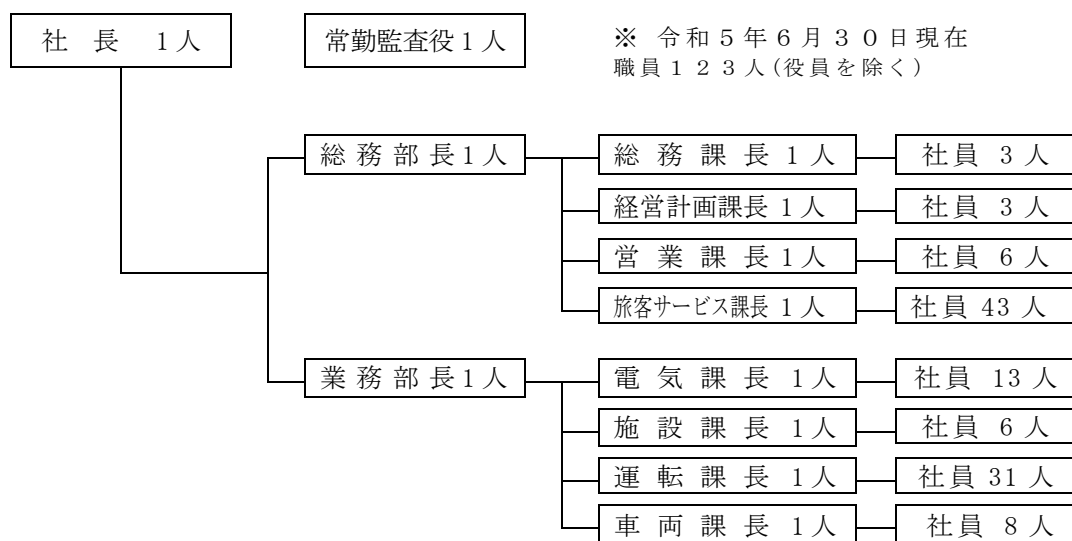 社 長 1人
常勤監査役1人
※ 令和5年6月30日現在
職員123人(役員を除く)
総務部長1人
総務課長1人
社員 3人
経営計画課長 1人
社員 3人
営業課長1人
社員 6人
旅客サービス課長 1人
社員 43人
業務部長1人
電気課長 1人
社員 13人
施設課長 1人
社員 6人
運転課長 1人
社員 31人
車両課長 1人
社員 8人